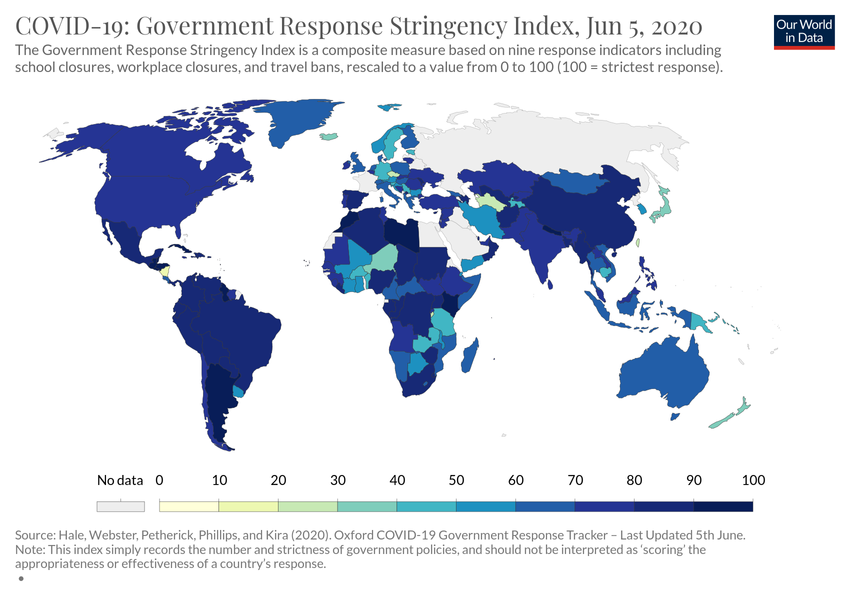 COVID-19: Government Response Stringency Index, Jun 5, 2020
Our World
in Data
The Government Response Stringency Index is a composite measure based on nine response indicators including
school closures, workplace closures, and travel bans, rescaled to a value from 0 to 100 (100 = strictest response).
No data 0 10 20 30 40 50 60 70 80 90 100
Source: Hale, Webster, Petherick, Phillips, and Kira (2020). Oxford COVID-19 Government Response Tracker – Last Updated 5th June.
Note: This index simply records the number and strictness of government policies, and should not be interpreted as ‘scoring’ the
appropriateness or effectiveness of a country’s response.
•